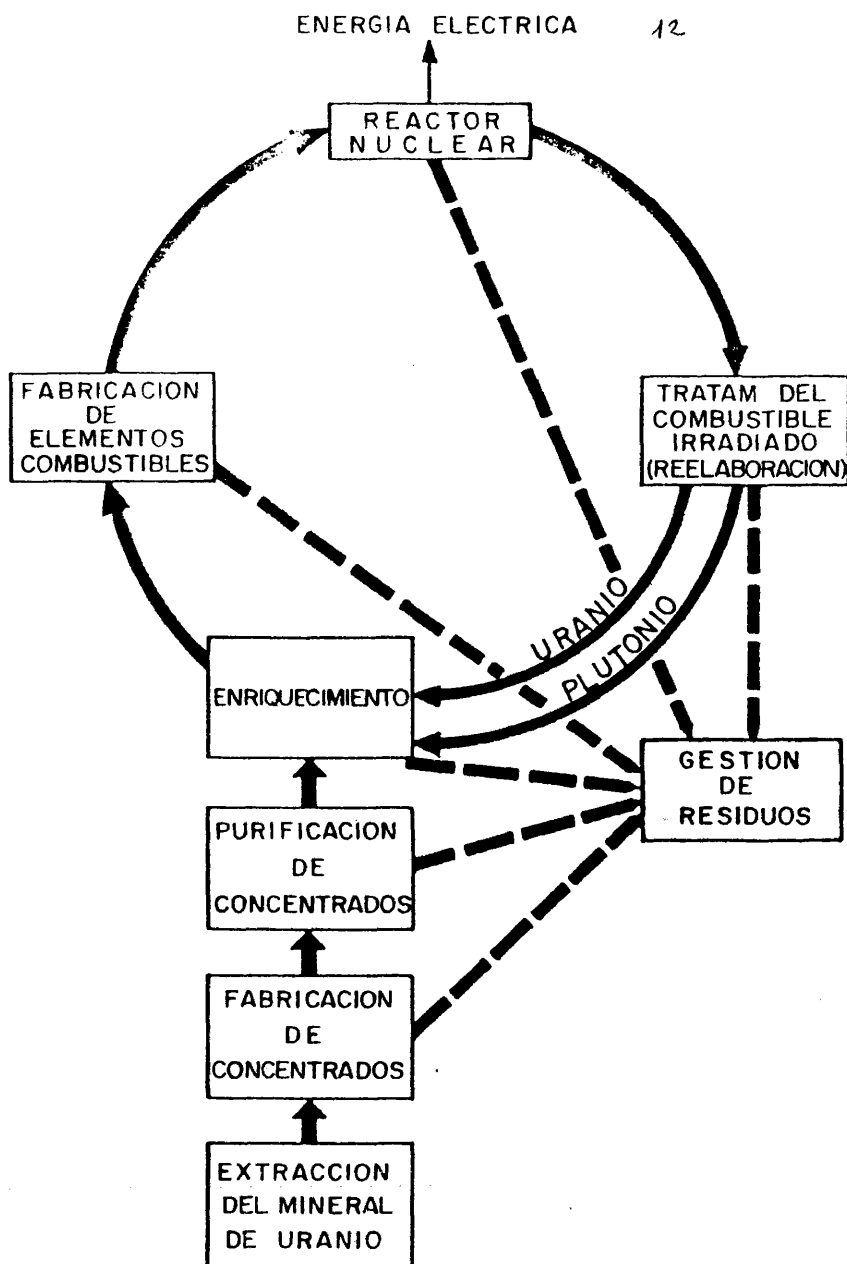 ENERGIA ELECTRICA 12
REACTOR
NUCLEAR
FABRICACION
DE
ELEMENTOS
COMBUSTIBLES
TRATAM DEL
COMBUSTIBLE
IRRADIADO
(REELABORACION)
URANIO
PLUTONIO
ENRIQUECIMIENTO
GESTION
DE
RESIDUOS
PURIFICACION
DE
CONCENTRADOS
FABRICACION
DE
CONCENTRADOS
EXTRACCION
DEL MINERAL
DE URANIO